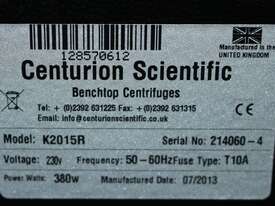 128570612
Manufactured in the
UNITED KINGDOM
Centurion Scientific
Benchtop Centrifuges
Tel: + (0)2392 631225 Fax: + (0)2392 631315
email: info@centurionscientific.co.uk
Model: K2015R Serial No: 214060-4
Voltage: 230v Frequency: 50-60Hz Fuse Type: T10A
Power Watts: 380w Manufactured Date: 07/2013